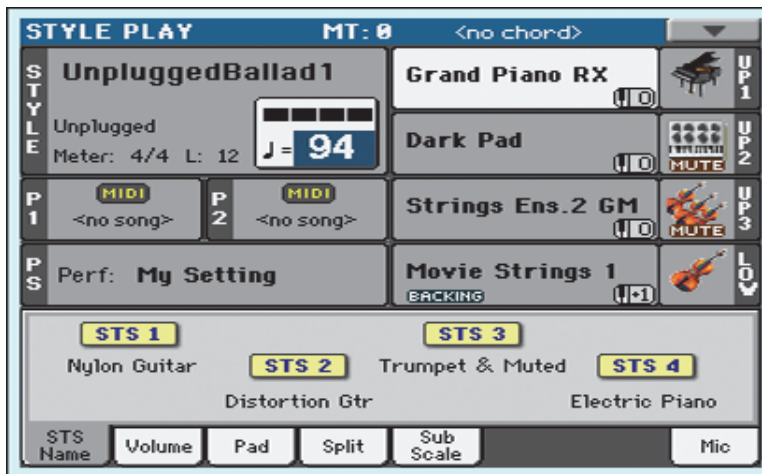 STYLE PLAY MT: 0 <no chord>
STYLE
UnpluggedBallad1
Unplugged
Meter: 4/4 L: 12
♩= 94
Grand Piano RX
0
UP1
Dark Pad
0
MUTE
UP2
P1
MIDI
<no song>
P2
MIDI
<no song>
Strings Ens.2 GM
0
MUTE
UP3
PS
Perf: My Setting
Movie Strings 1
BACKING
+1
LOW
STS 1
Nylon Guitar
STS 2
Distortion Gtr
STS 3
Trumpet & Muted
STS 4
Electric Piano
STS Name
Volume
Pad
Split
Sub Scale
Mic